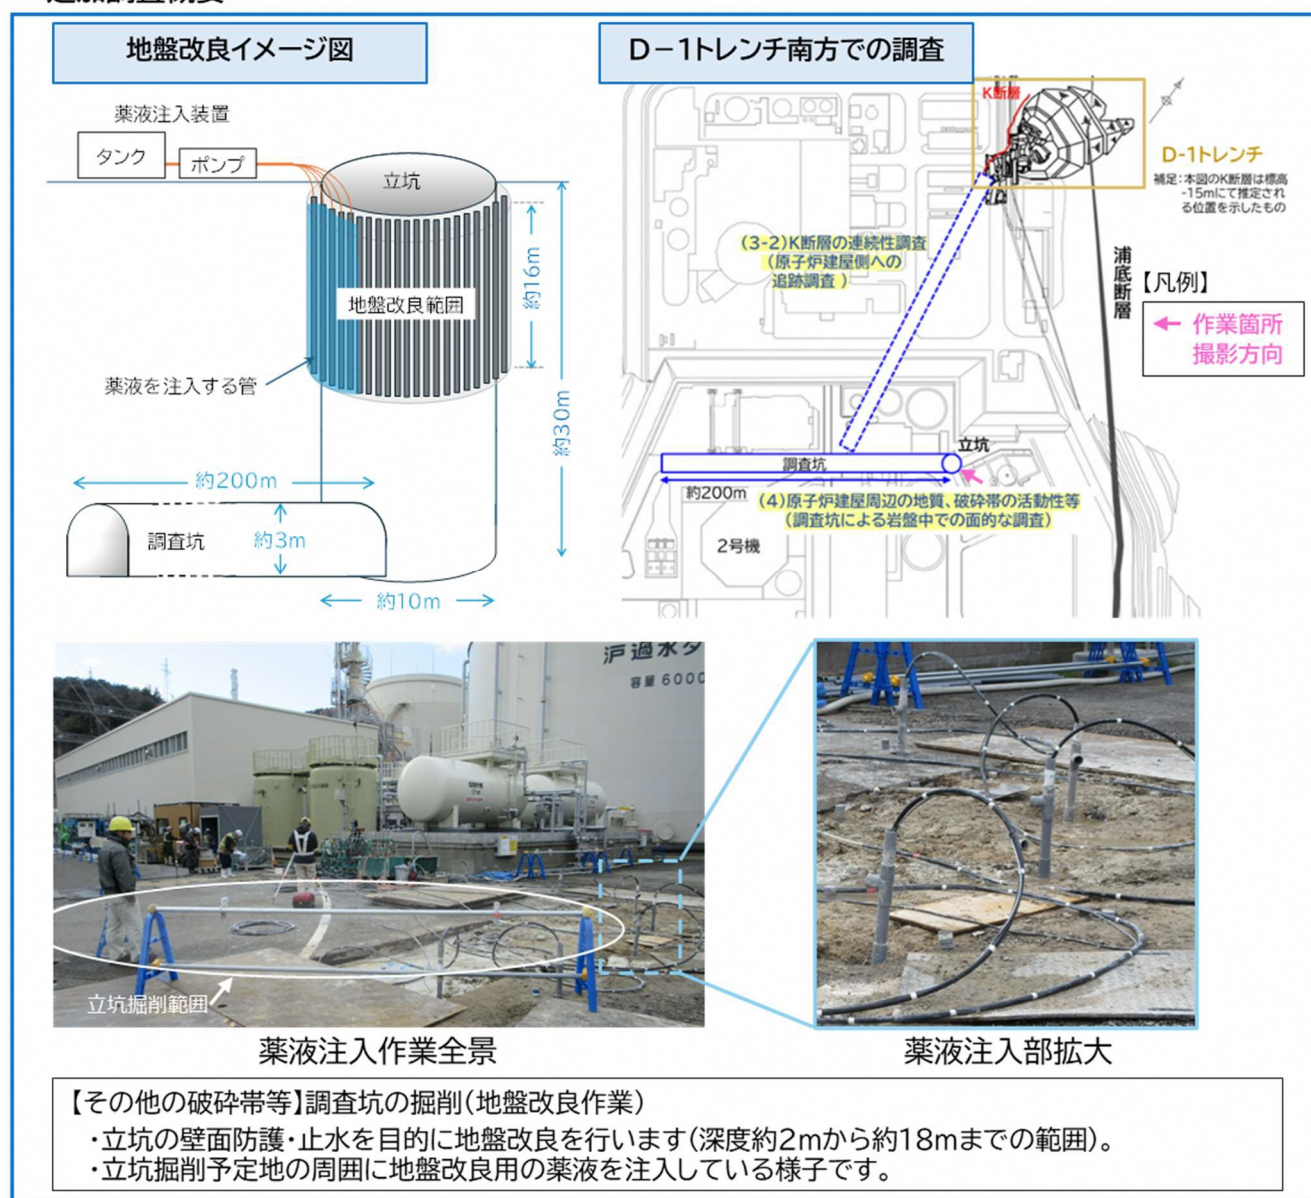 追加調査概要
地盤改良イメージ図
薬液注入装置
タンク
ポンプ
立坑
約16m
地盤改良範囲
薬液を注入する管
約30m
約200m
調査坑
約3m
約10m
D-1トレンチ南方での調査
K断層
D-1トレンチ
補足:本図のK断層は標高
-15mにて推定され
る位置を示したもの
(3-2)K断層の連続性調査
(原子炉建屋側への
追跡調査)
浦底断層
【凡例】
← 作業箇所
撮影方向
立坑
調査坑
約200m
(4)原子炉建屋周辺の地質、破砕帯の活動性等
(調査坑による岩盤中での面的な調査)
2号機
容量 6000
立坑掘削範囲
薬液注入作業全景
薬液注入部拡大
【その他の破砕帯等】調査坑の掘削(地盤改良作業)
・立坑の壁面防護・止水を目的に地盤改良を行います(深度約2mから約18mまでの範囲)。
・立坑掘削予定地の周囲に地盤改良用の薬液を注入している様子です。